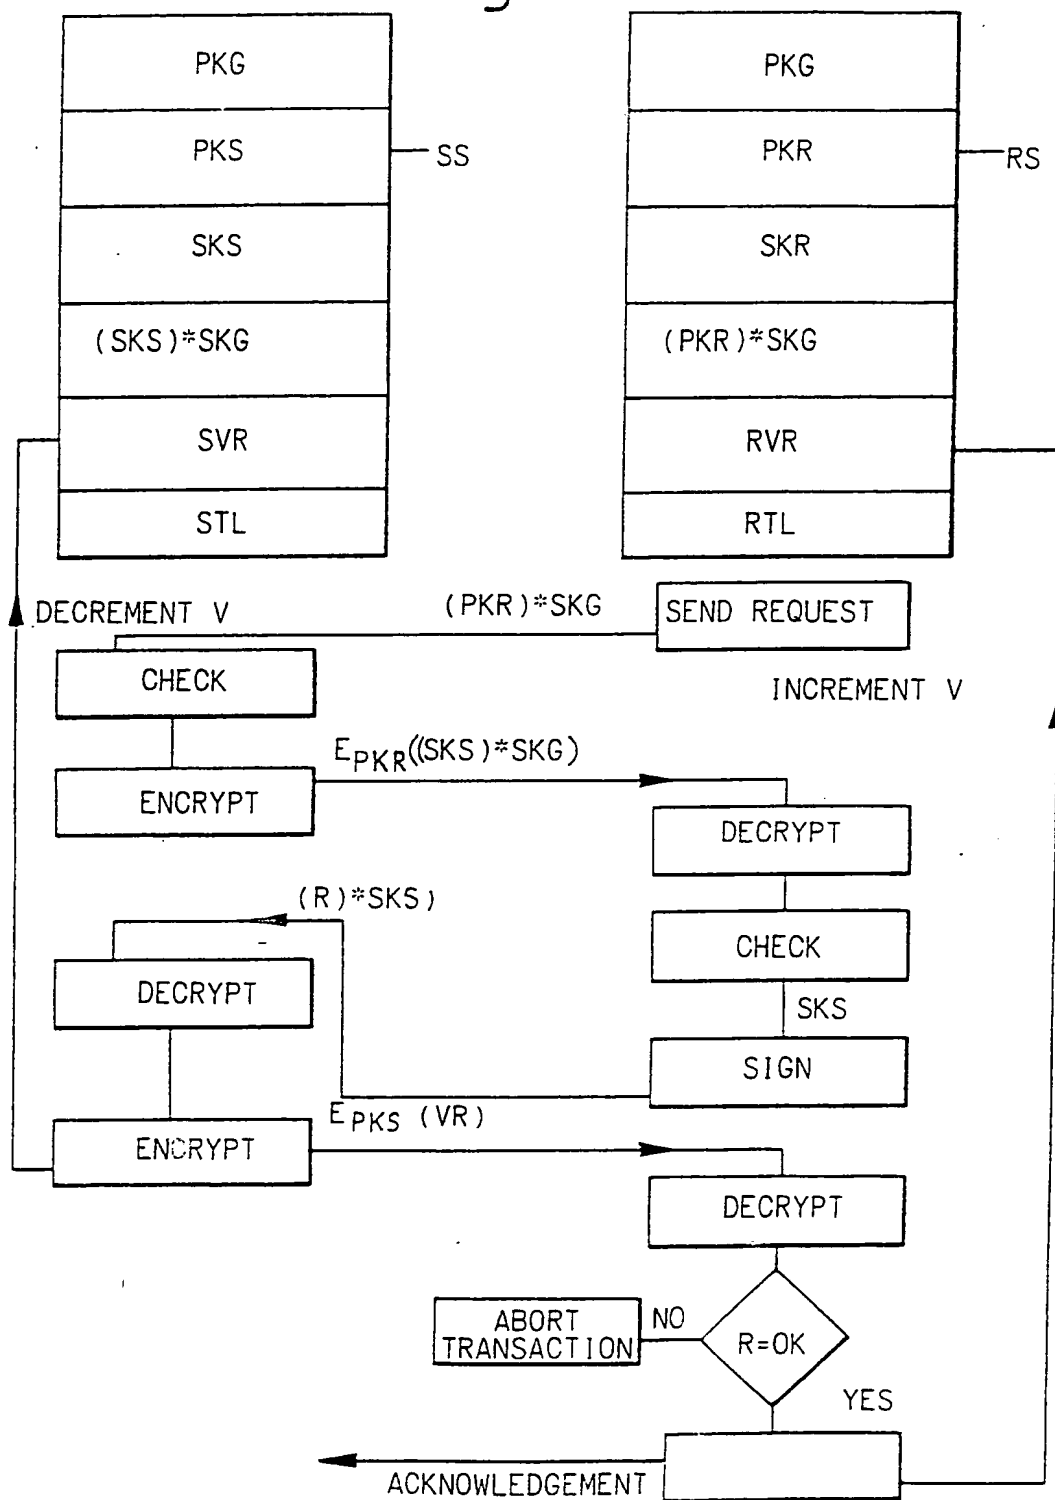 PKG
PKS
SS
SKS
(SKS)*SKG
SVR
STL
PKG
PKR
RS
SKR
(PKR)*SKG
RVR
RTL
DECREMENT V
(PKR)*SKG
SEND REQUEST
CHECK
INCREMENT V
EPKR((SKS)*SKG)
ENCRYPT
DECRYPT
(R)*SKS)
CHECK
DECRYPT
SKS
SIGN
EPKS (VR)
ENCRYPT
DECRYPT
ABORT
TRANSACTION
NO
R=OK
YES
ACKNOWLEDGEMENT